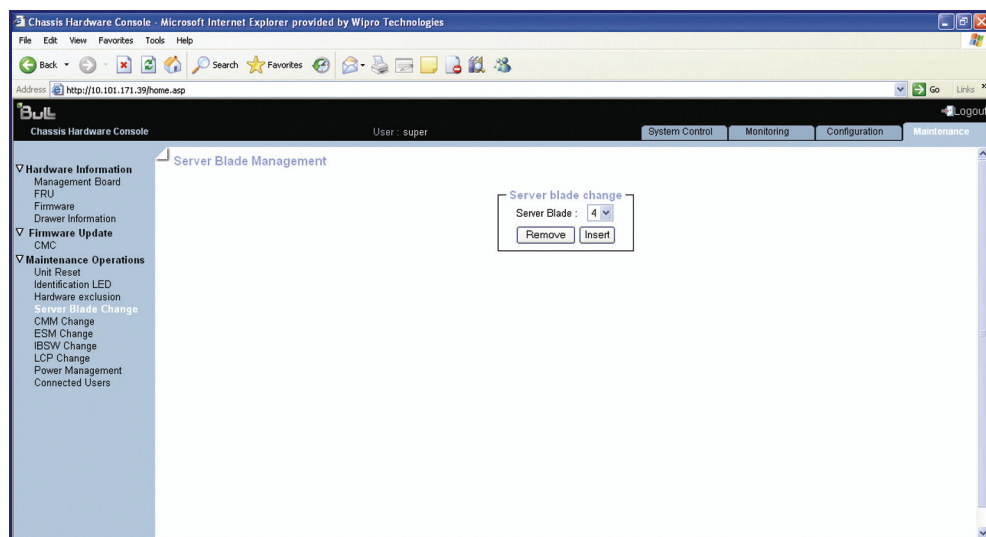 Chassis Hardware Console - Microsoft Internet Explorer provided by Wipro Technologies
File Edit View Favorites Tools Help
Back Search Favorites
Address http://10.101.171.39/home.asp Go Links
Bull Logout
Chassis Hardware Console User : super System Control Monitoring Configuration Maintenance
Server Blade Management
Hardware Information
Management Board
FRU
Firmware
Drawer Information
Firmware Update
CMC
Maintenance Operations
Unit Reset
Identification LED
Hardware exclusion
Server Blade Change
CMM Change
ESM Change
IBSW Change
LCP Change
Power Management
Connected Users
Server blade change
Server Blade : 4
Remove Insert